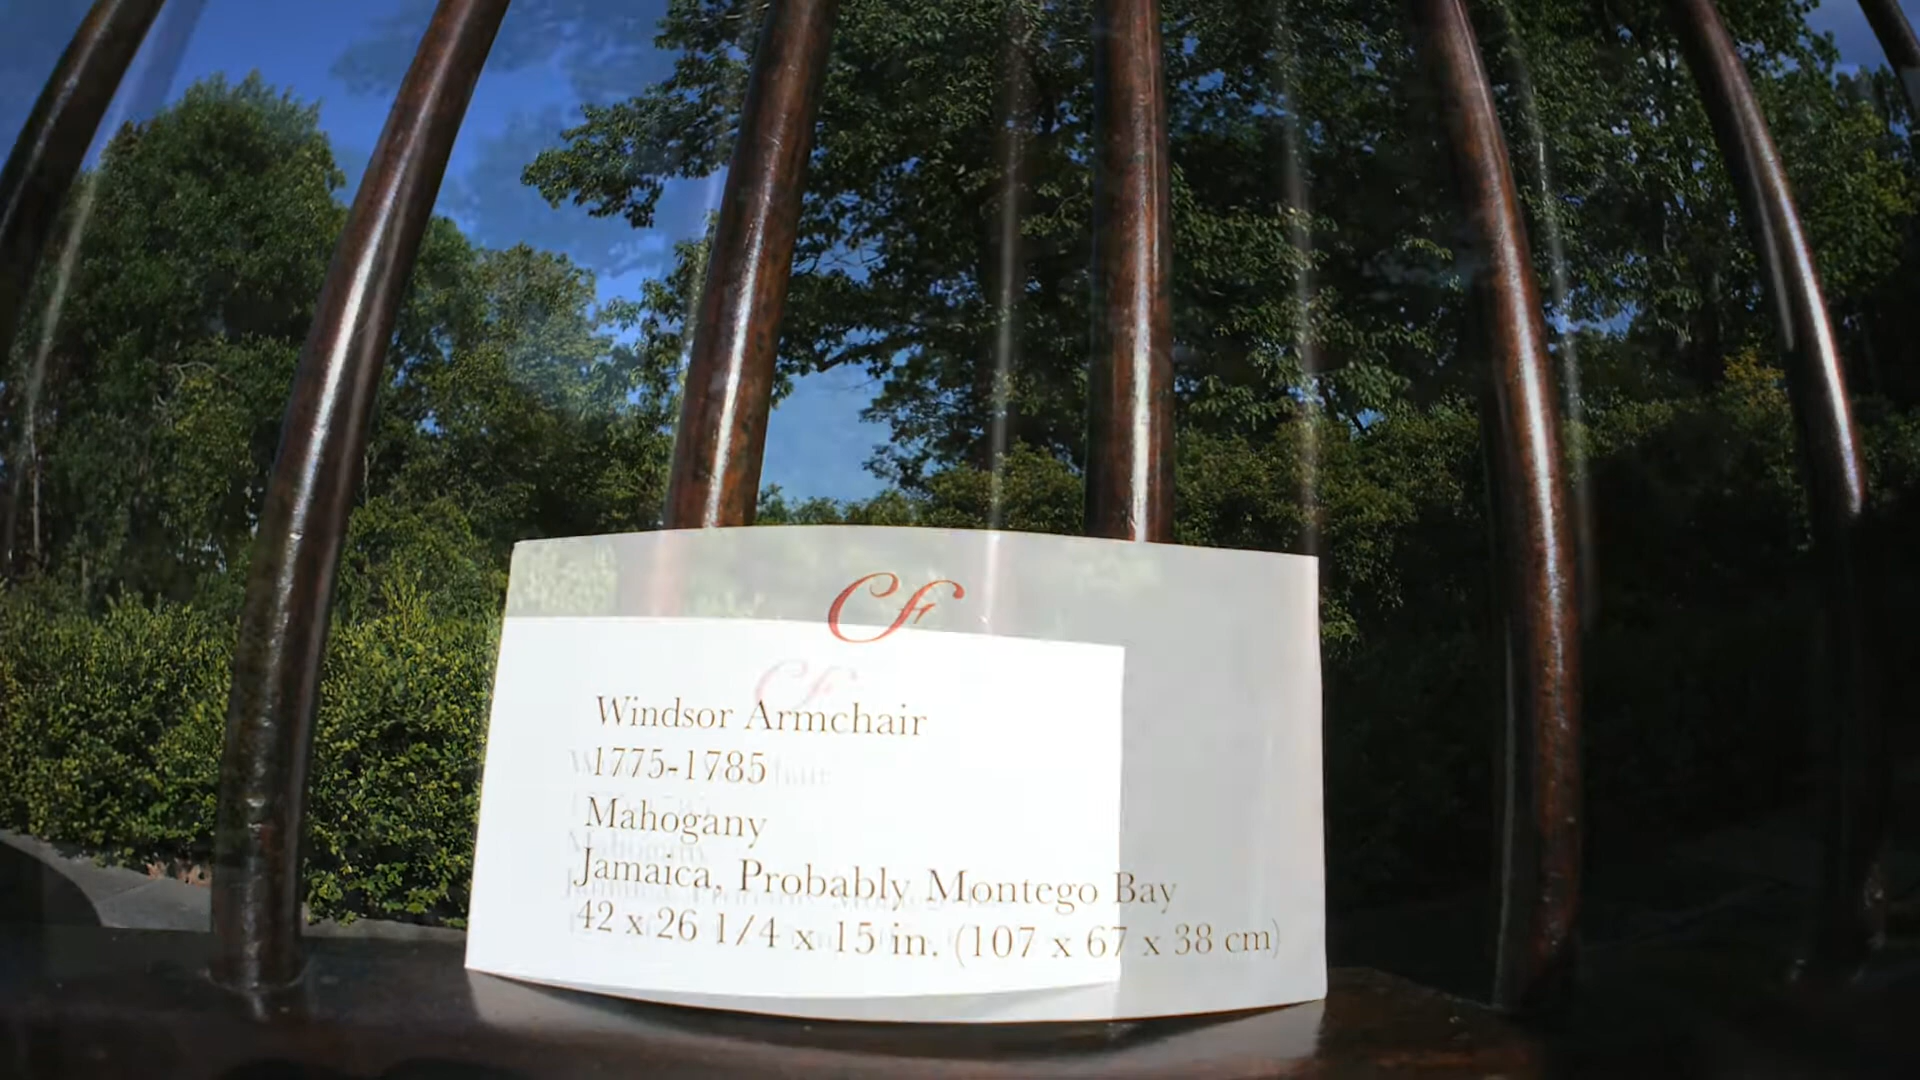 CF
Windsor Armchair
1775-1785
Mahogany
Jamaica, Probably Montego Bay
42 x 26 1/4 x 15 in. (107 x 67 x 38 cm)